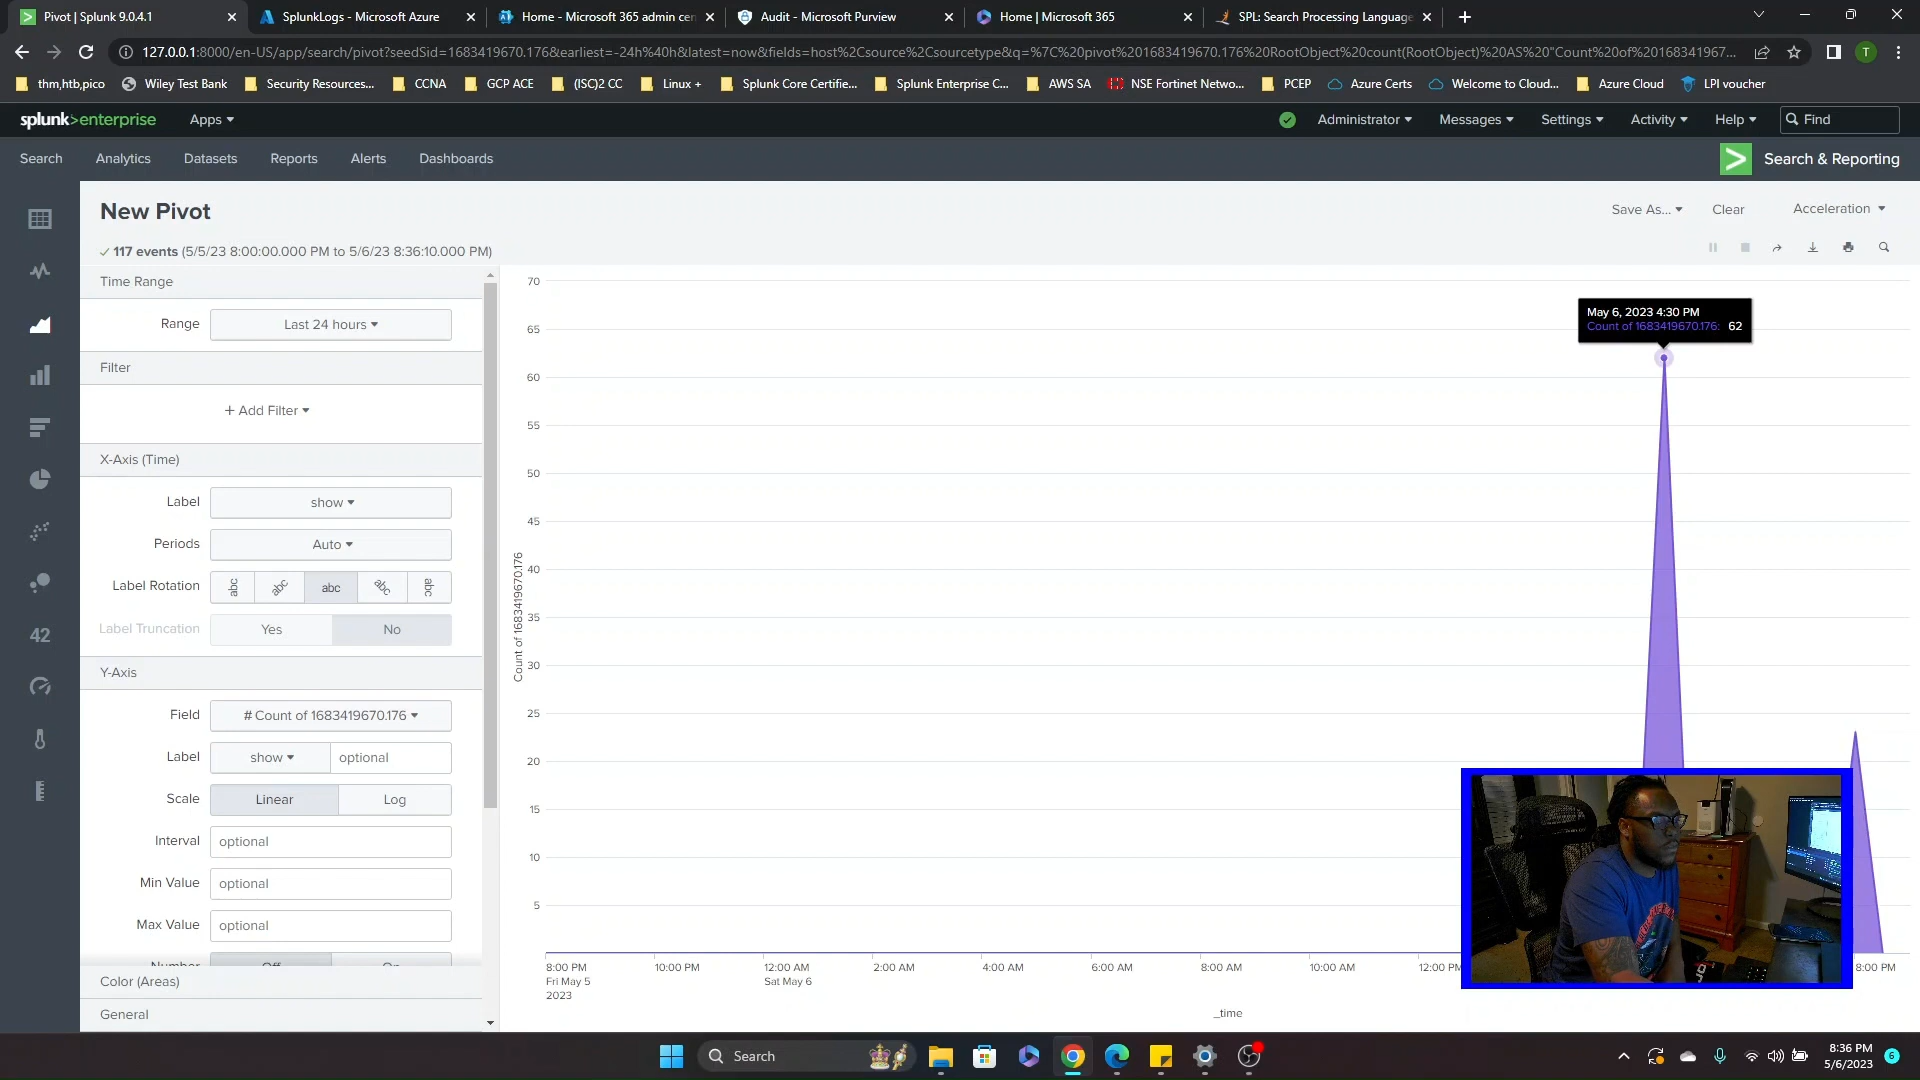 Pivot | Splunk 9.0.4.1
SplunkLogs - Microsoft Azure
Home - Microsoft 365 admin cen
Audit - Microsoft Purview
Home | Microsoft 365
SPL: Search Processing Language
127.0.0.1:8000/en-US/app/search/pivot?seedSid=1683419670.176&earliest=-24h%40h&latest=now&fields=host%2Csource%2Csourcetype&q=%7C%20pivot%201683419670.176%20RootObject%20count(RootObject)%20AS%20"Count%20of%20168341967...
T
thm,htb,pico
Wiley Test Bank
Security Resources...
CCNA
GCP ACE
(ISC)2 CC
Linux +
Splunk Core Certifie...
Splunk Enterprise C...
AWS SA
NSE Fortinet Netwo...
PCEP
Azure Certs
Welcome to Cloud...
Azure Cloud
LPI voucher
splunk>enterprise
Apps
Administrator
Messages
Settings
Activity
Help
Find
Search
Analytics
Datasets
Reports
Alerts
Dashboards
Search & Reporting
New Pivot
Save As...
Clear
Acceleration
117 events (5/5/23 8:00:00.000 PM to 5/6/23 8:36:10.000 PM)
Time Range
Range
Last 24 hours
Filter
+ Add Filter
X-Axis (Time)
Label
show
Periods
Auto
Label Rotation
abc
abc
abc
abc
abc
Label Truncation
Yes
No
Y-Axis
Field
# Count of 1683419670.176
Label
show
optional
Scale
Linear
Log
Interval
optional
Min Value
optional
Max Value
optional
Number
Off
On
Color (Areas)
General
42
70
65
60
55
50
45
40
35
30
25
20
15
10
5
Count of 1683419670.176
May 6, 2023 4:30 PM
Count of 1683419670.176: 62
8:00 PM
Fri May 5
2023
10:00 PM
12:00 AM
Sat May 6
2:00 AM
4:00 AM
6:00 AM
8:00 AM
10:00 AM
12:00 PM
8:00 PM
_time
Search
8:36 PM
5/6/2023
6